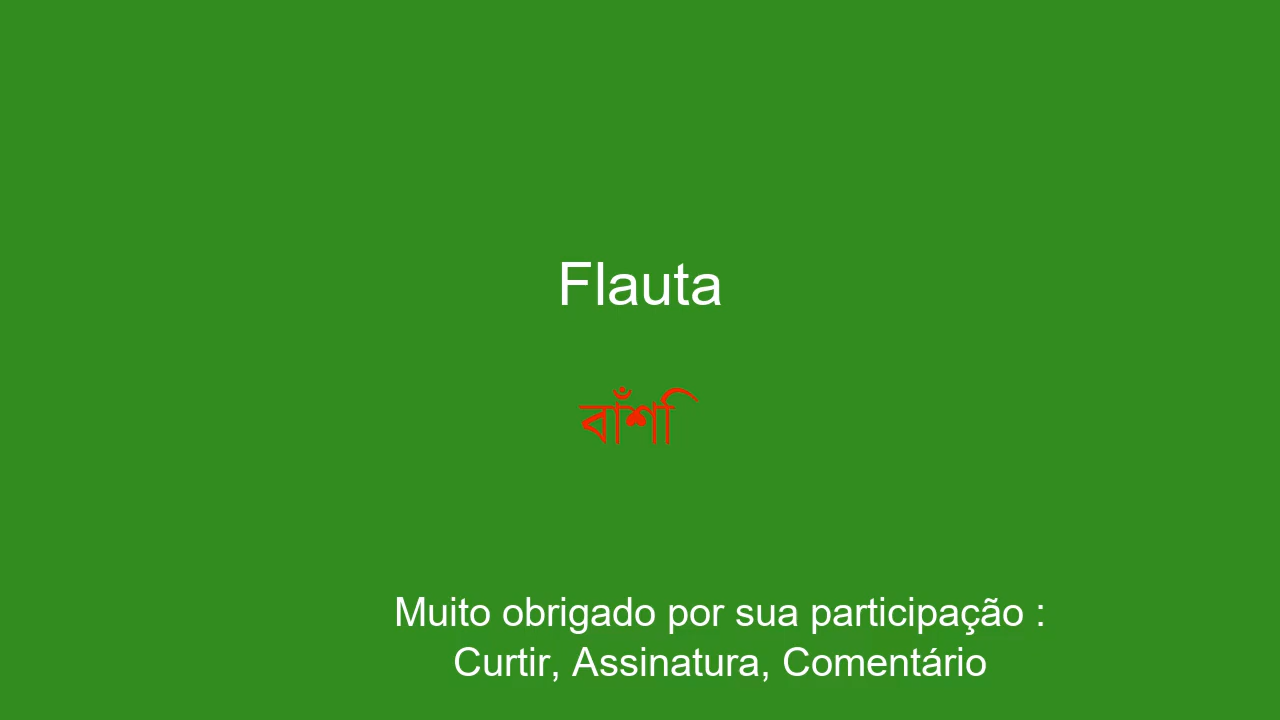 Flauta
বাঁশি
Muito obrigado por sua participação :
Curtir, Assinatura, Comentário